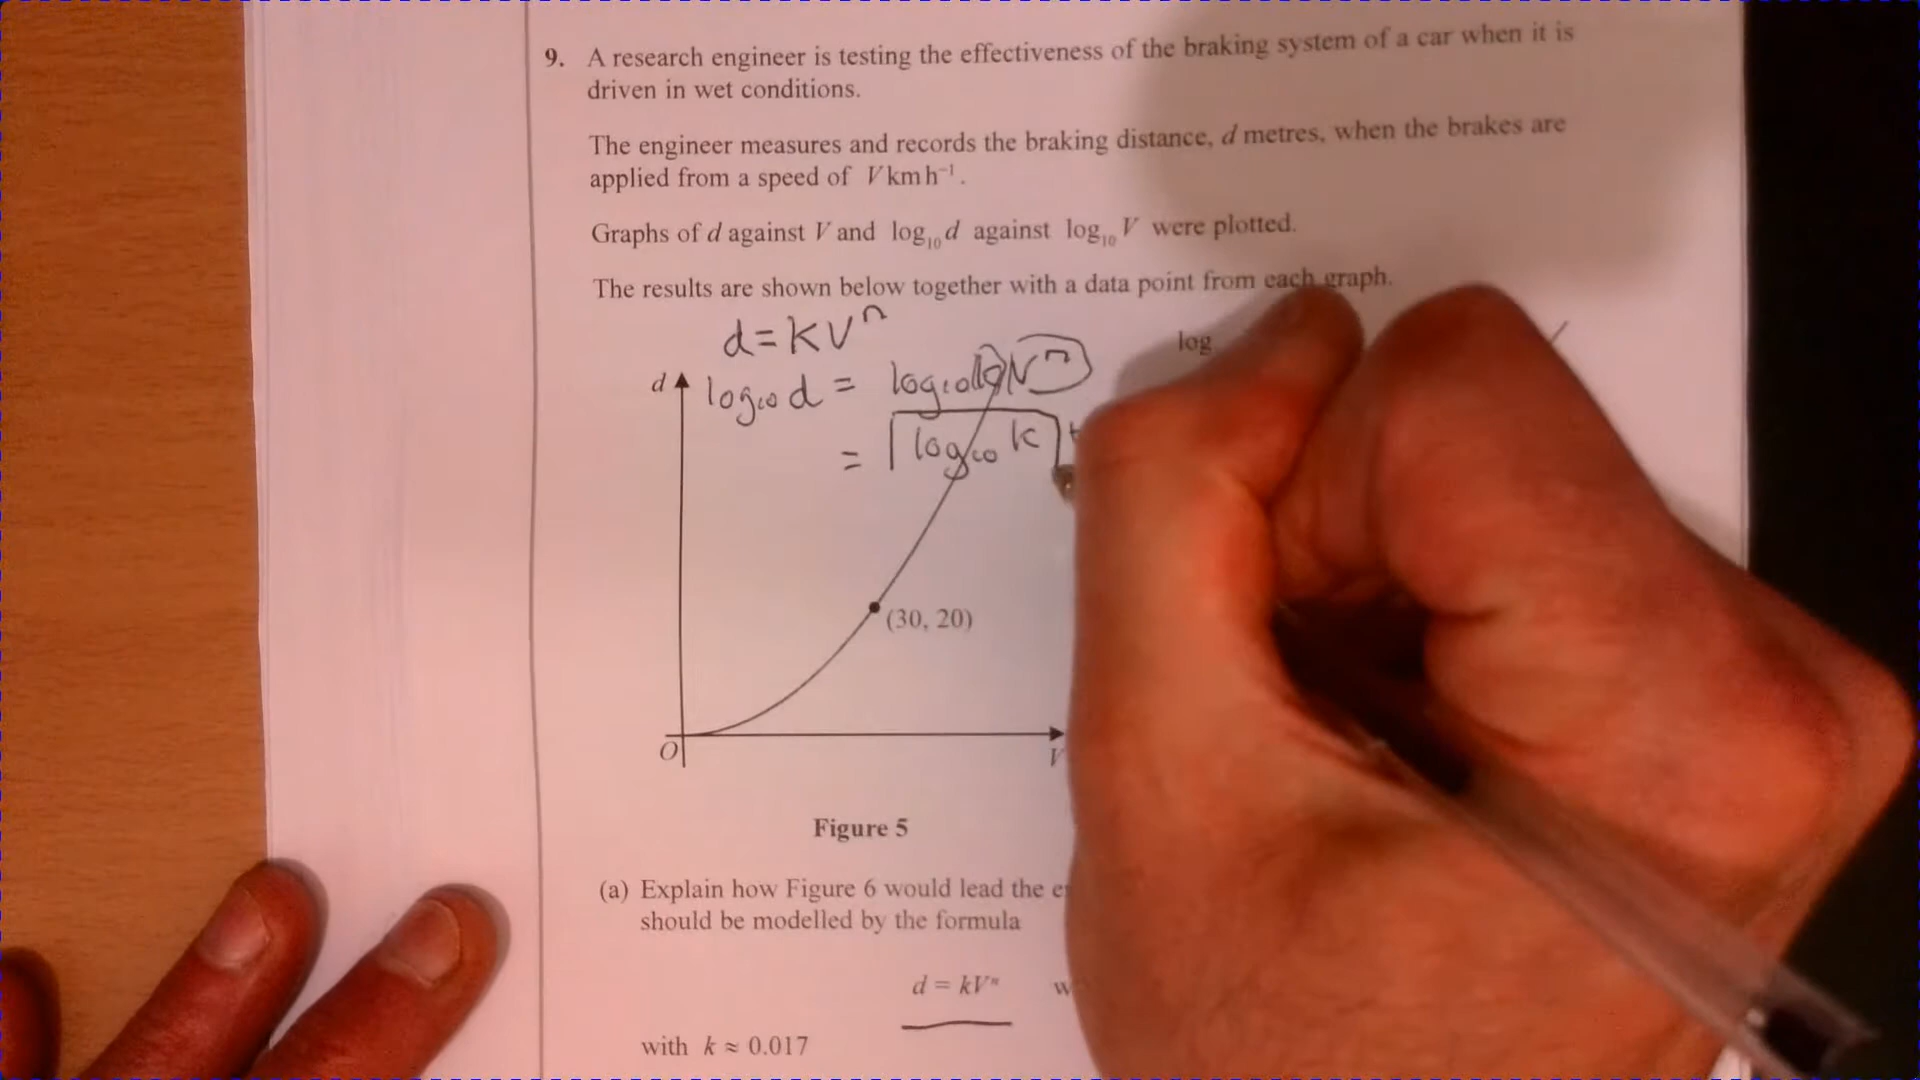 9. A research engineer is testing the effectiveness of the braking system of a car when it is
driven in wet conditions.
The engineer measures and records the braking distance, d metres, when the brakes are
applied from a speed of V km h⁻¹.
Graphs of d against V and log₁₀ d against log₁₀ V were plotted.
The results are shown below together with a data point from each graph.
d = kVⁿ
log
d
log₁₀ d = log₁₀ Vⁿ
= log₁₀ k +
(30, 20)
O
V
Figure 5
(a) Explain how Figure 6 would lead the
should be modelled by the formula
d = kVⁿ
with k ≈ 0.017